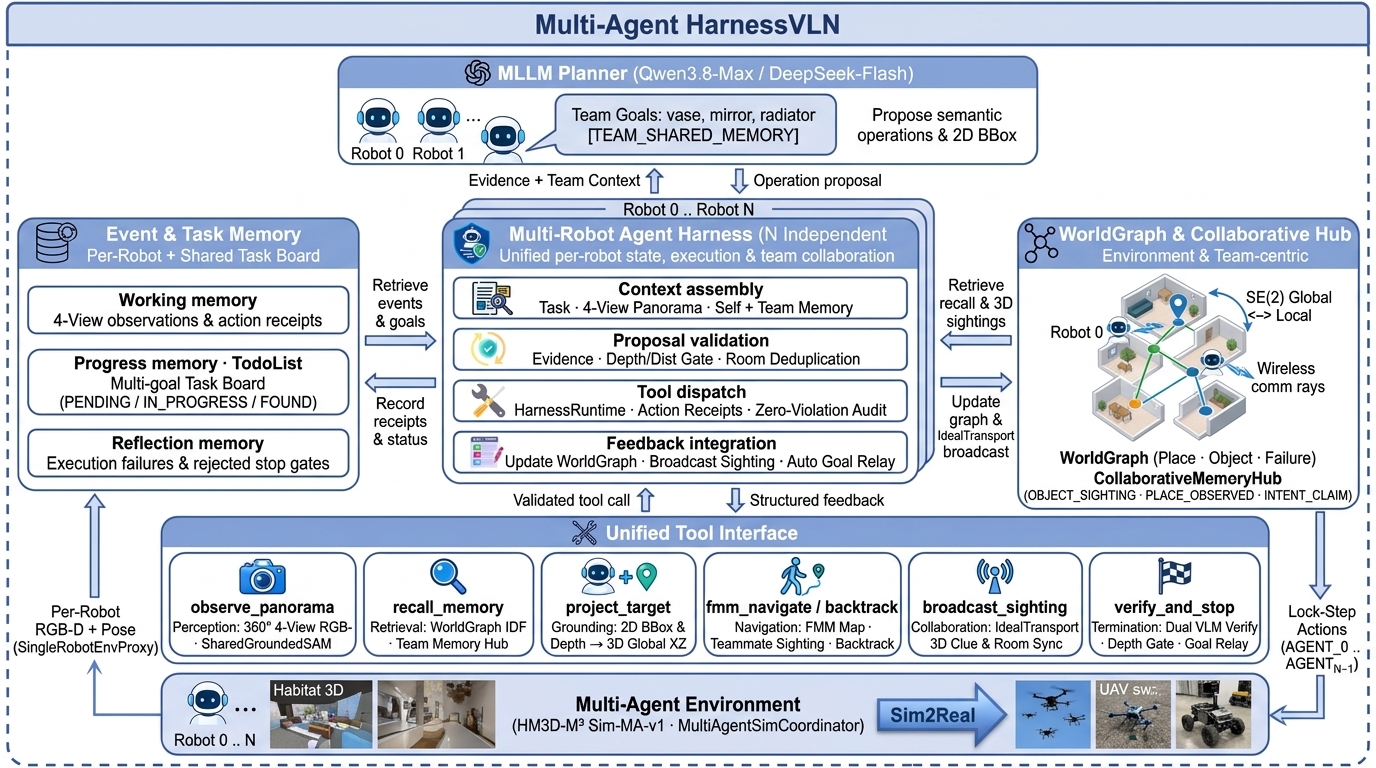 Multi-Agent HarnessVLN
MLLM Planner (Qwen3.8-Max / DeepSeek-Flash)
Robot 0
Robot 1
...
Team Goals: vase, mirror, radiator
[TEAM_SHARED_MEMORY]
Propose semantic
operations & 2D BBox
Evidence + Team Context
Operation proposal
Event & Task Memory
Per-Robot + Shared Task Board
Working memory
4-View observations & action receipts
Progress memory · TodoList
Multi-goal Task Board
(PENDING / IN_PROGRESS / FOUND)
Reflection memory
Execution failures & rejected stop gates
Retrieve
events
& goals
Record
receipts
& status
Robot 0 .. Robot N
Multi-Robot Agent Harness (N Independent
Unified per-robot state, execution & team collaboration
Context assembly
Task · 4-View Panorama · Self + Team Memory
Proposal validation
Evidence · Depth/Dist Gate · Room Deduplication
Tool dispatch
HarnessRuntime · Action Receipts · Zero-Violation Audit
Feedback integration
Update WorldGraph · Broadcast Sighting · Auto Goal Relay
Retrieve
recall & 3D
sightings
Update
graph &
IdealTransport
broadcast
WorldGraph & Collaborative Hub
Environment & Team-centric
SE(2) Global
<-> Local
Robot 0
Wireless
comm rays
WorldGraph (Place · Object · Failure)
CollaborativeMemoryHub
(OBJECT_SIGHTING · PLACE_OBSERVED · INTENT_CLAIM)
Validated tool call
Structured feedback
Unified Tool Interface
observe_panorama
Perception: 360° 4-View RGB-
· SharedGroundedSAM
recall_memory
Retrieval: WorldGraph IDF
· Team Memory Hub
project_target
Grounding: 2D BBox &
Depth → 3D Global XZ
fmm_navigate / backtrack
Navigation: FMM Map ·
Teammate Sighting · Backtrack
broadcast_sighting
Collaboration: IdealTransport
3D Clue & Room Sync
verify_and_stop
Termination: Dual VLM Verify
· Depth Gate · Goal Relay
Per-Robot
RGB-D + Pose
(SingleRobotEnvProxy)
Lock-Step
Actions
(AGENT_0 ..
AGENT_N−1)
Robot 0 .. N
...
Habitat 3D
Multi-Agent Environment
(HM3D-M³ Sim-MA-v1 · MultiAgentSimCoordinator)
Sim2Real
UAV sw...